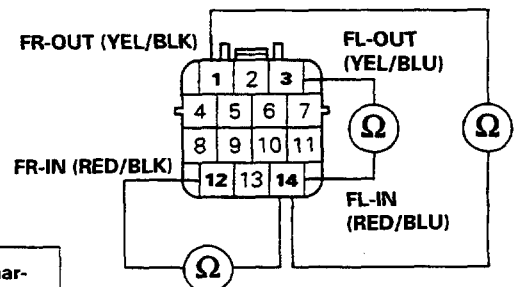 FR-OUT (YEL/BLK)
FL-OUT
(YEL/BLU)
1 2 3
4 5 6 7
Ω
Ω
8 9 10 11
FR-IN (RED/BLK)
12 13 14
FL-IN
(RED/BLU)
Ω
nar-